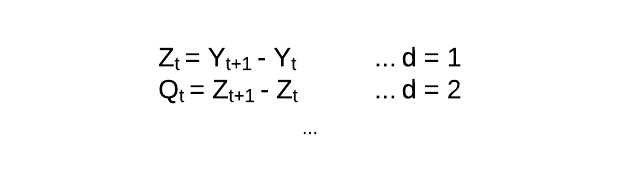 Zₜ = Yₜ₊₁ - Yₜ ... d = 1
Qₜ = Zₜ₊₁ - Zₜ ... d = 2
...